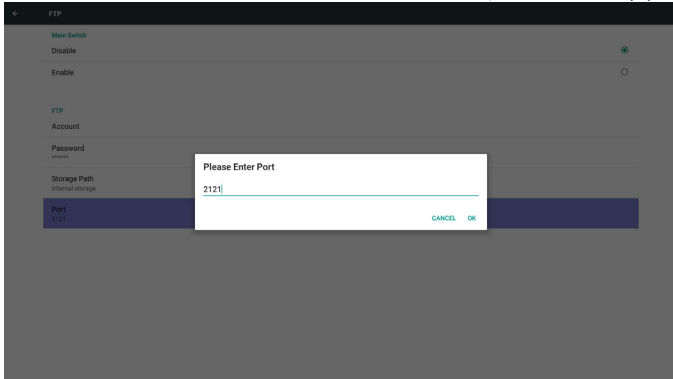 FTP
Main Switch
Disable
Enable
FTP
Account
Password
******
Storage Path
Internal storage
Port
2121
Please Enter Port
2121
CANCEL OK